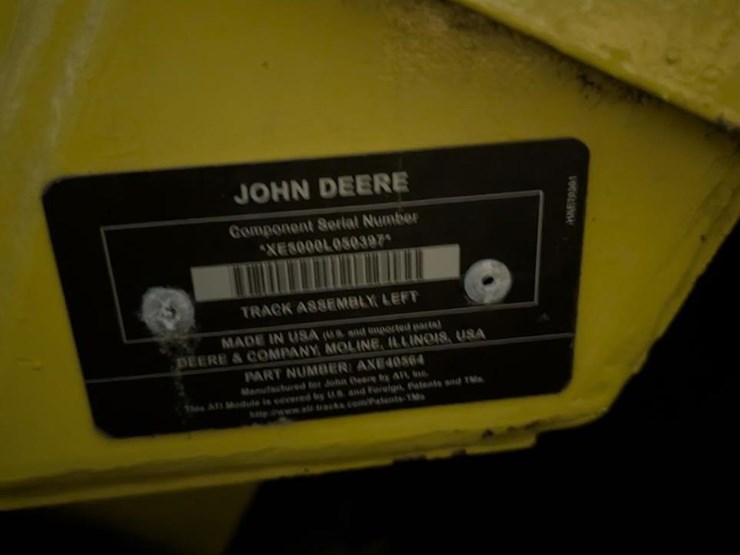 JOHN DEERE
Component Serial Number
*XE5000L050397*
TRACK ASSEMBLY, LEFT
MADE IN USA (U.S. and imported parts)
DEERE & COMPANY, MOLINE, ILLINOIS, USA
PART NUMBER: AXE40564
Manufactured for John Deere by ATI, Inc.
This ATI Module is covered by U.S. and Foreign, Patents and TMs.